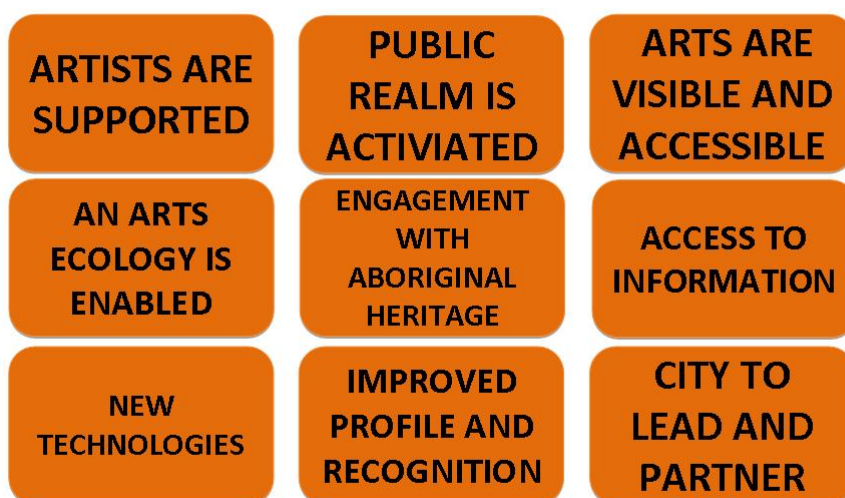 ARTISTS ARE
SUPPORTED
PUBLIC
REALM IS
ACTIVIATED
ARTS ARE
VISIBLE AND
ACCESSIBLE
AN ARTS
ECOLOGY IS
ENABLED
ENGAGEMENT
WITH
ABORIGINAL
HERITAGE
ACCESS TO
INFORMATION
NEW
TECHNOLOGIES
IMPROVED
PROFILE AND
RECOGNITION
CITY TO
LEAD AND
PARTNER